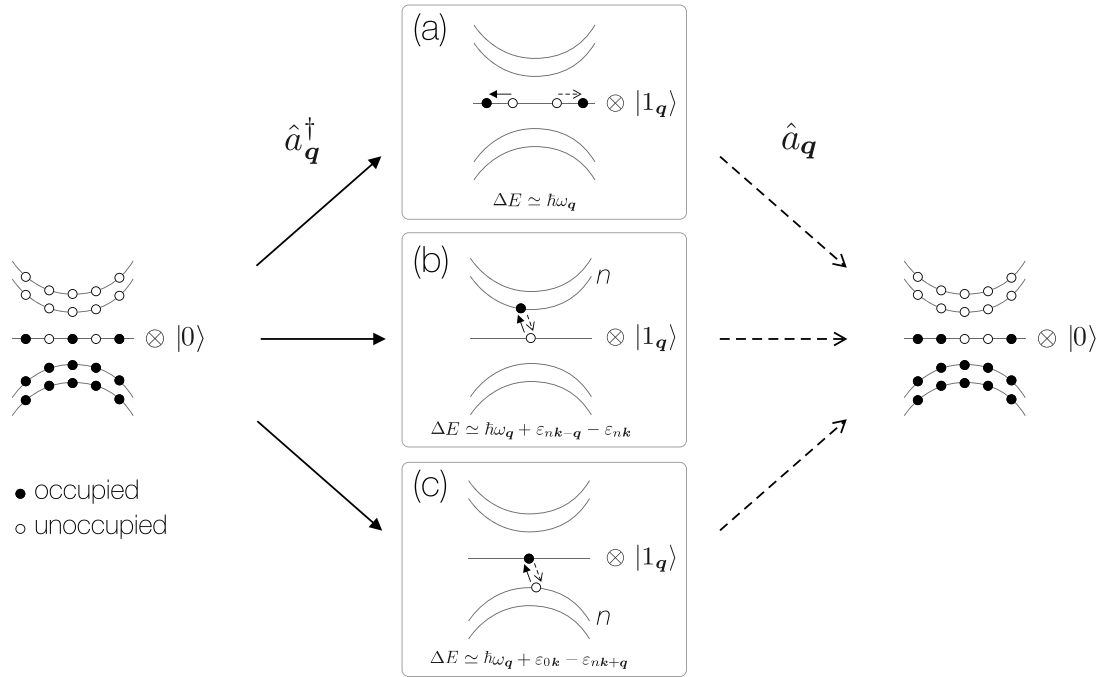 (a)
⊗ |1_𝒒⟩
ΔE ≃ ħω_𝒒
â†_𝒒
â_𝒒
(b)
n
⊗ |1_𝒒⟩
ΔE ≃ ħω_𝒒 + ε_{n𝒌−𝒒} − ε_{n𝒌}
⊗ |0⟩
⊗ |0⟩
occupied
unoccupied
(c)
⊗ |1_𝒒⟩
n
ΔE ≃ ħω_𝒒 + ε_{0𝒌} − ε_{n𝒌+𝒒}